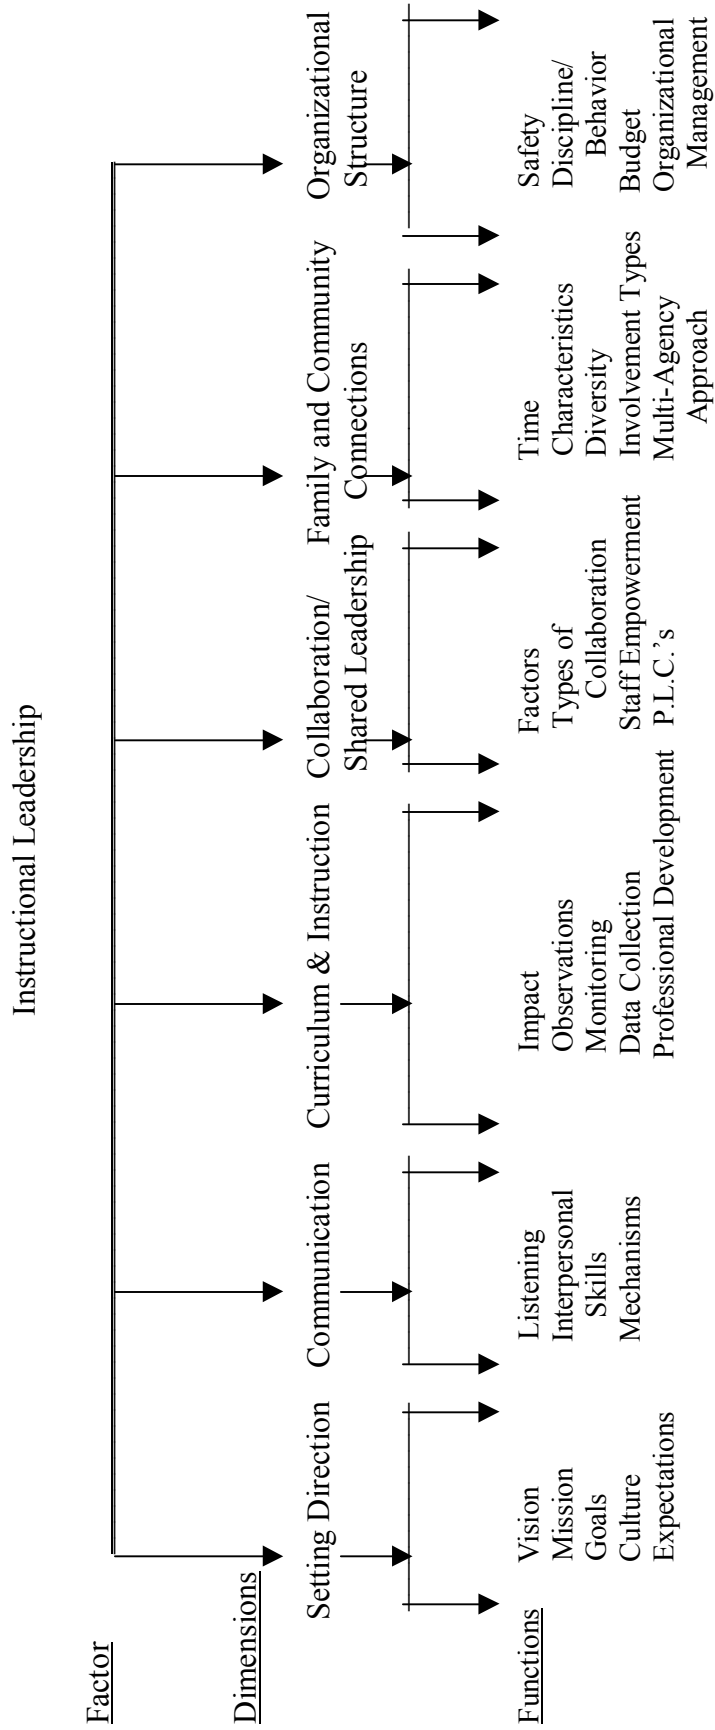 Instructional Leadership
Factor
Dimensions
Setting Direction
Communication
Curriculum & Instruction
Collaboration/
Shared Leadership
Family and Community
Connections
Organizational
Structure
Functions
Vision
Mission
Goals
Culture
Expectations
Listening
Interpersonal
Skills
Mechanisms
Impact
Observations
Monitoring
Data Collection
Professional Development
Factors
Types of
Collaboration
Staff Empowerment
P.L.C.'s
Time
Characteristics
Diversity
Involvement Types
Multi-Agency
Approach
Safety
Discipline/
Behavior
Budget
Organizational
Management